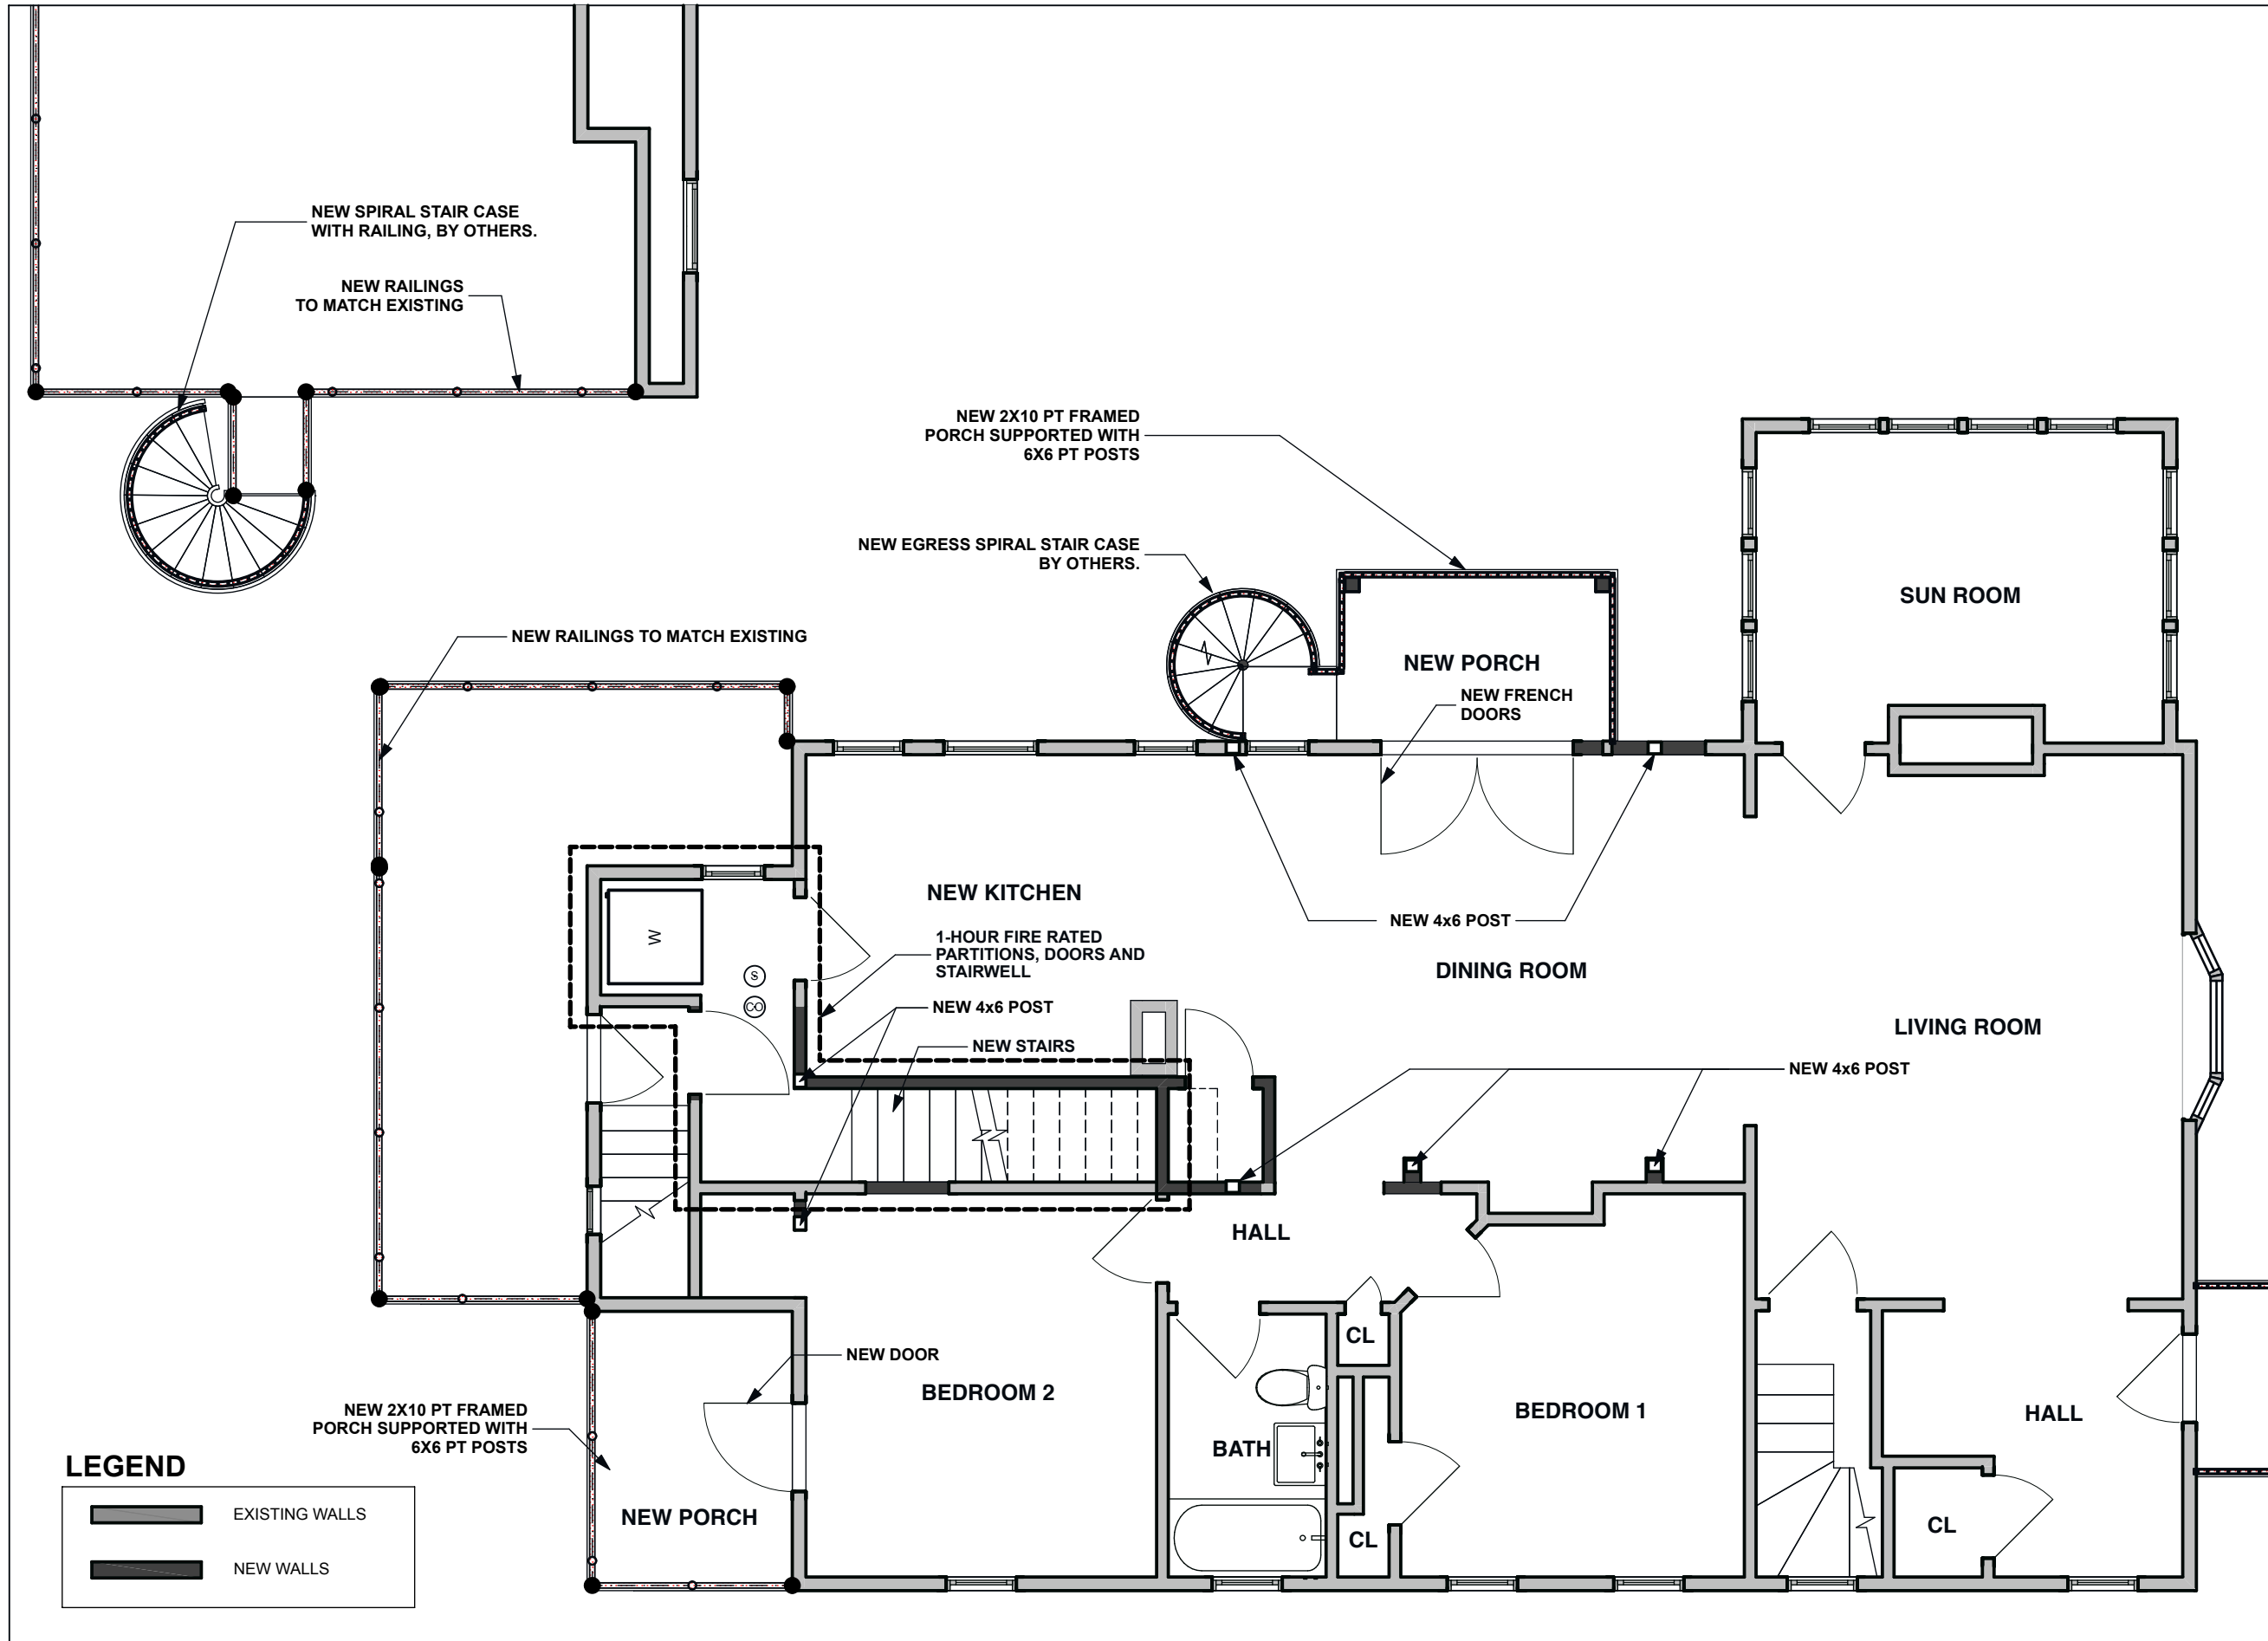 NEW SPIRAL STAIR CASE
WITH RAILING, BY OTHERS.
NEW RAILINGS
TO MATCH EXISTING
NEW 2X10 PT FRAMED
PORCH SUPPORTED WITH
6X6 PT POSTS
NEW EGRESS SPIRAL STAIR CASE
BY OTHERS.
SUN ROOM
NEW RAILINGS TO MATCH EXISTING
NEW PORCH
NEW FRENCH
DOORS
NEW KITCHEN
NEW 4x6 POST
1-HOUR FIRE RATED
PARTITIONS, DOORS AND
STAIRWELL
W
S
CO
DINING ROOM
NEW 4x6 POST
LIVING ROOM
NEW STAIRS
NEW 4x6 POST
HALL
CL
NEW DOOR
BEDROOM 2
BEDROOM 1
HALL
NEW 2X10 PT FRAMED
PORCH SUPPORTED WITH
6X6 PT POSTS
BATH
NEW PORCH
CL
CL
LEGEND
EXISTING WALLS
NEW WALLS